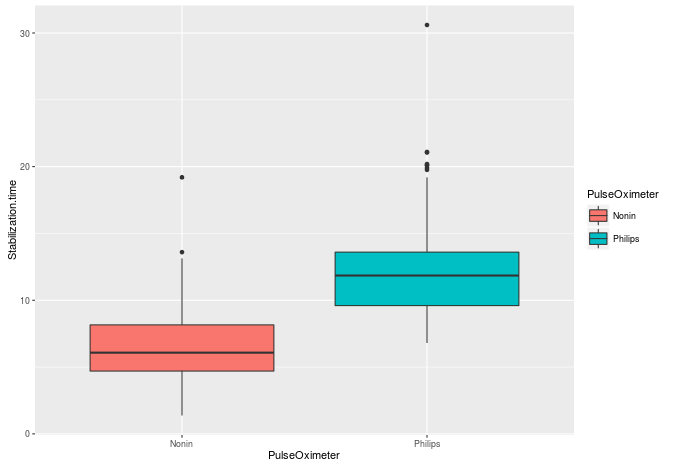 30
20
10
0
Stabilization.time
Nonin
Philips
PulseOximeter
PulseOximeter
Nonin
Philips